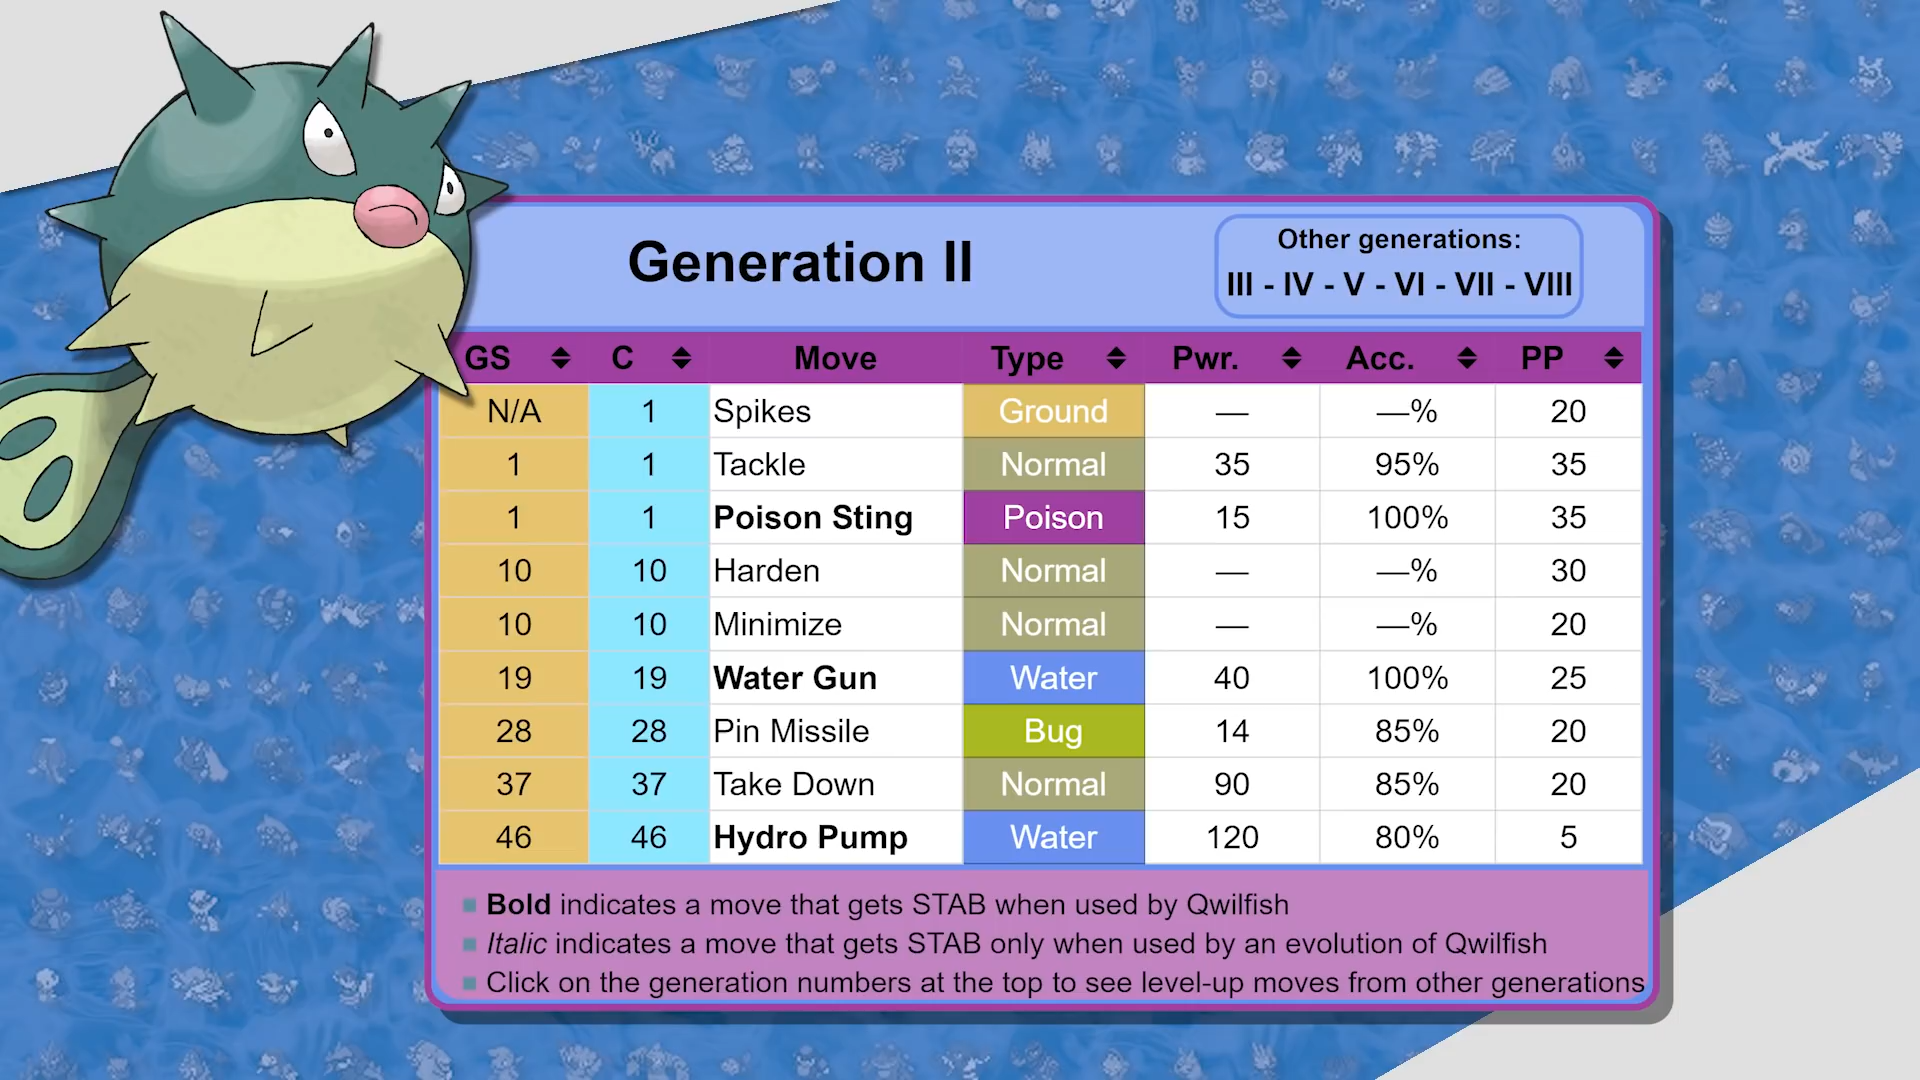 Generation II
Other generations:
III - IV - V - VI - VII - VIII
GS C Move Type Pwr. Acc. PP
N/A 1 Spikes Ground — —% 20
1 1 Tackle Normal 35 95% 35
1 1 Poison Sting Poison 15 100% 35
10 10 Harden Normal — —% 30
10 10 Minimize Normal — —% 20
19 19 Water Gun Water 40 100% 25
28 28 Pin Missile Bug 14 85% 20
37 37 Take Down Normal 90 85% 20
46 46 Hydro Pump Water 120 80% 5
Bold indicates a move that gets STAB when used by Qwilfish
Italic indicates a move that gets STAB only when used by an evolution of Qwilfish
Click on the generation numbers at the top to see level-up moves from other generations